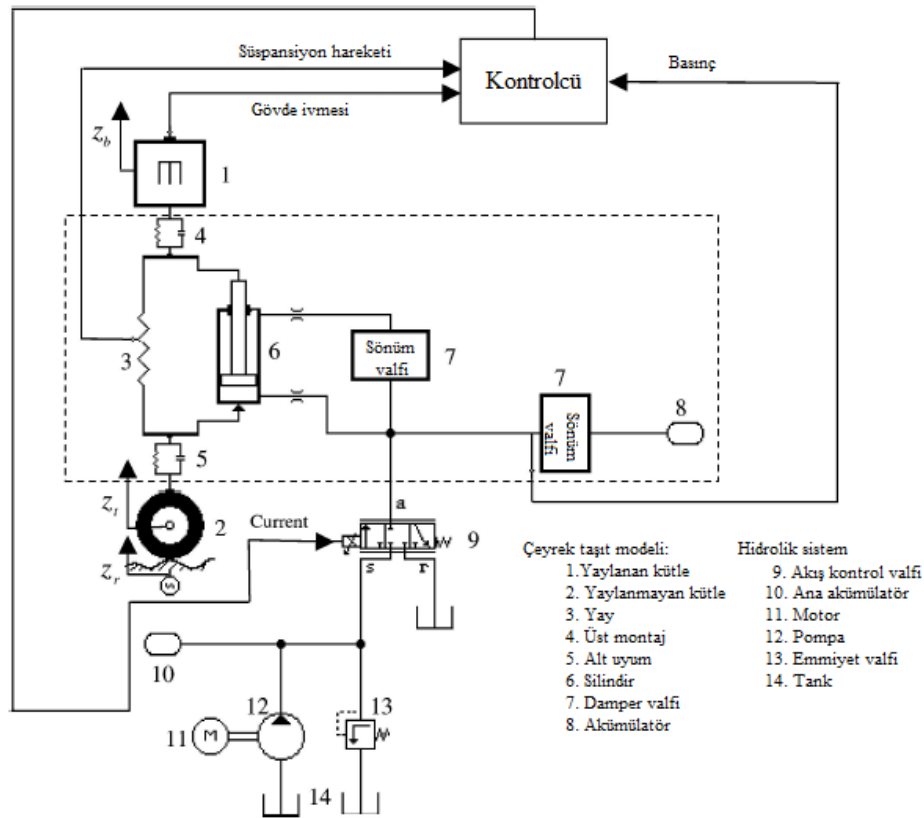 Süspansiyon hareketi
Kontrolcü
Basınç
Gövde ivmesi
z_b
1
4
3
6
Sönüm
valfi
7
7
Sönüm
valfi
8
5
z_t
2
a
Current
9
z_r
s
r
10
12
13
11
M
14
Çeyrek taşıt modeli:
1.Yaylanan kütle
2. Yaylanmayan kütle
3. Yay
4. Üst montaj
5. Alt uyum
6. Silindir
7. Damper valfi
8. Akümülatör
Hidrolik sistem
9. Akış kontrol valfi
10. Ana akümülatör
11. Motor
12. Pompa
13. Emmiyet valfi
14. Tank